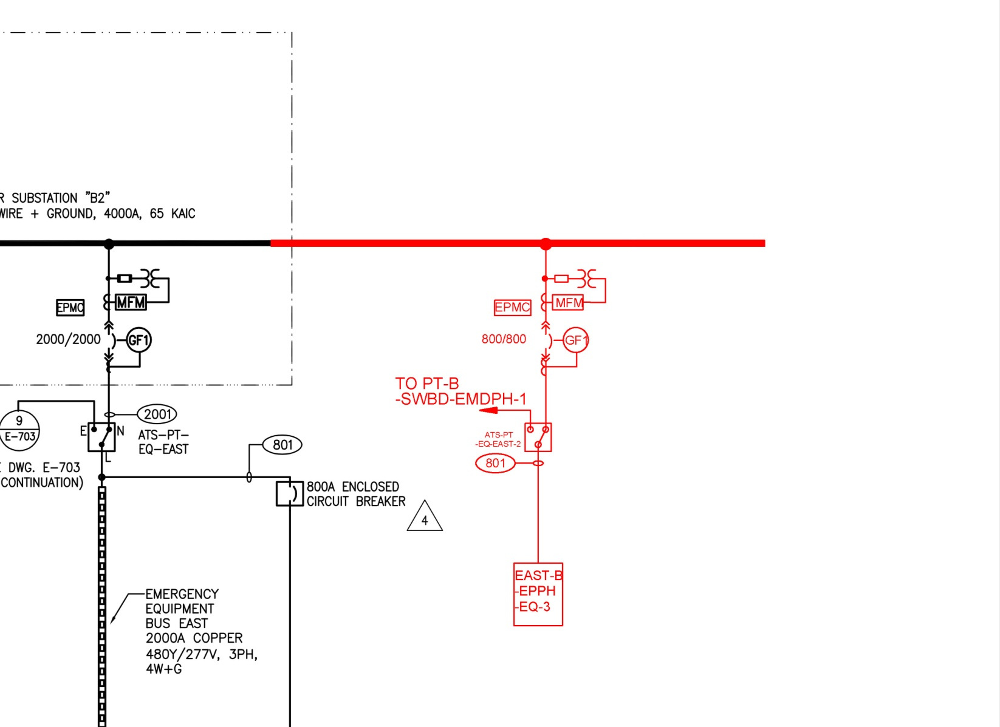 R SUBSTATION "B2"
WIRE + GROUND, 4000A, 65 KAIC
EPMC
MFM
2000/2000
GF1
EPMC
MFM
800/800
GF1
TO PT-B
-SWBD-EMDPH-1
9
E-703
E
N
L
2001
ATS-PT-
EQ-EAST
801
ATS-PT
-EQ-EAST-2
801
DWG. E-703
CONTINUATION)
800A ENCLOSED
CIRCUIT BREAKER
4
EMERGENCY
EQUIPMENT
BUS EAST
2000A COPPER
480Y/277V, 3PH,
4W+G
EAST-B
-EPPH
-EQ-3